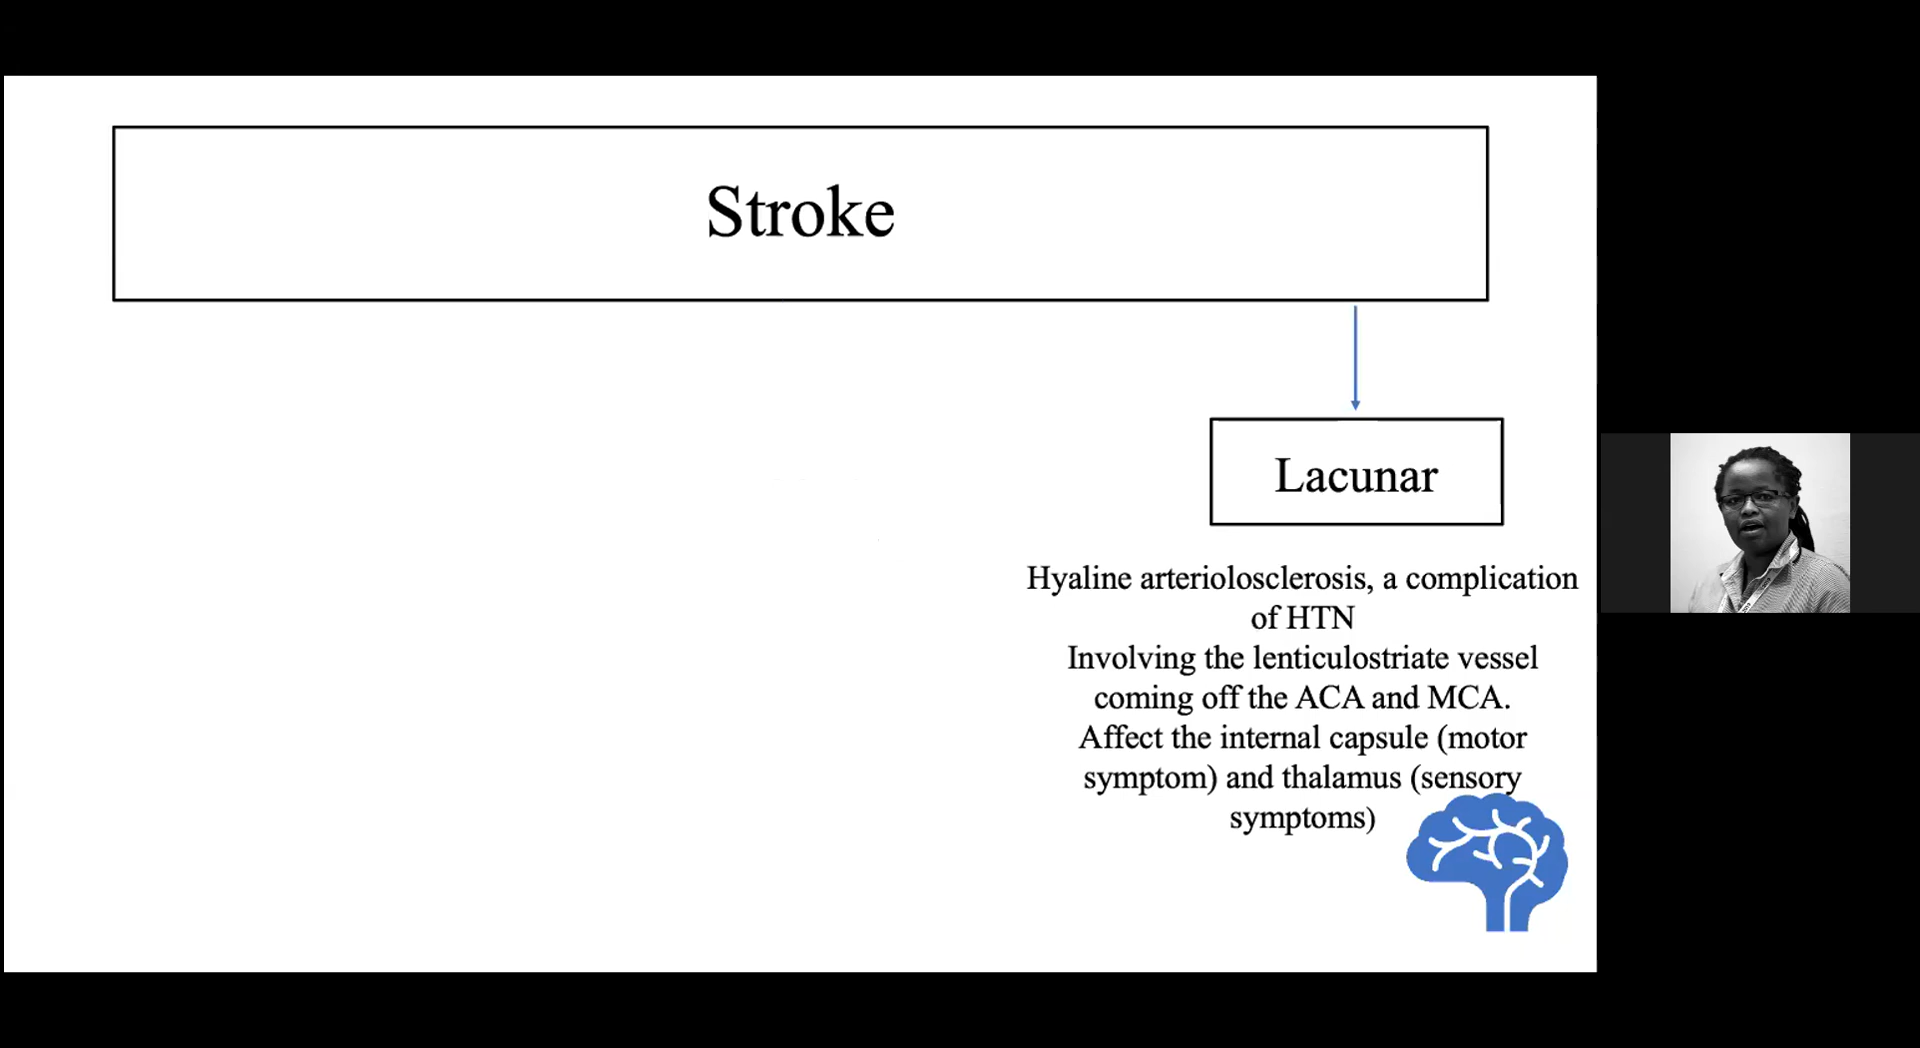 Stroke
Lacunar
Hyaline arteriolosclerosis, a complication
of HTN
Involving the lenticulostriate vessel
coming off the ACA and MCA.
Affect the internal capsule (motor
symptom) and thalamus (sensory
symptoms)